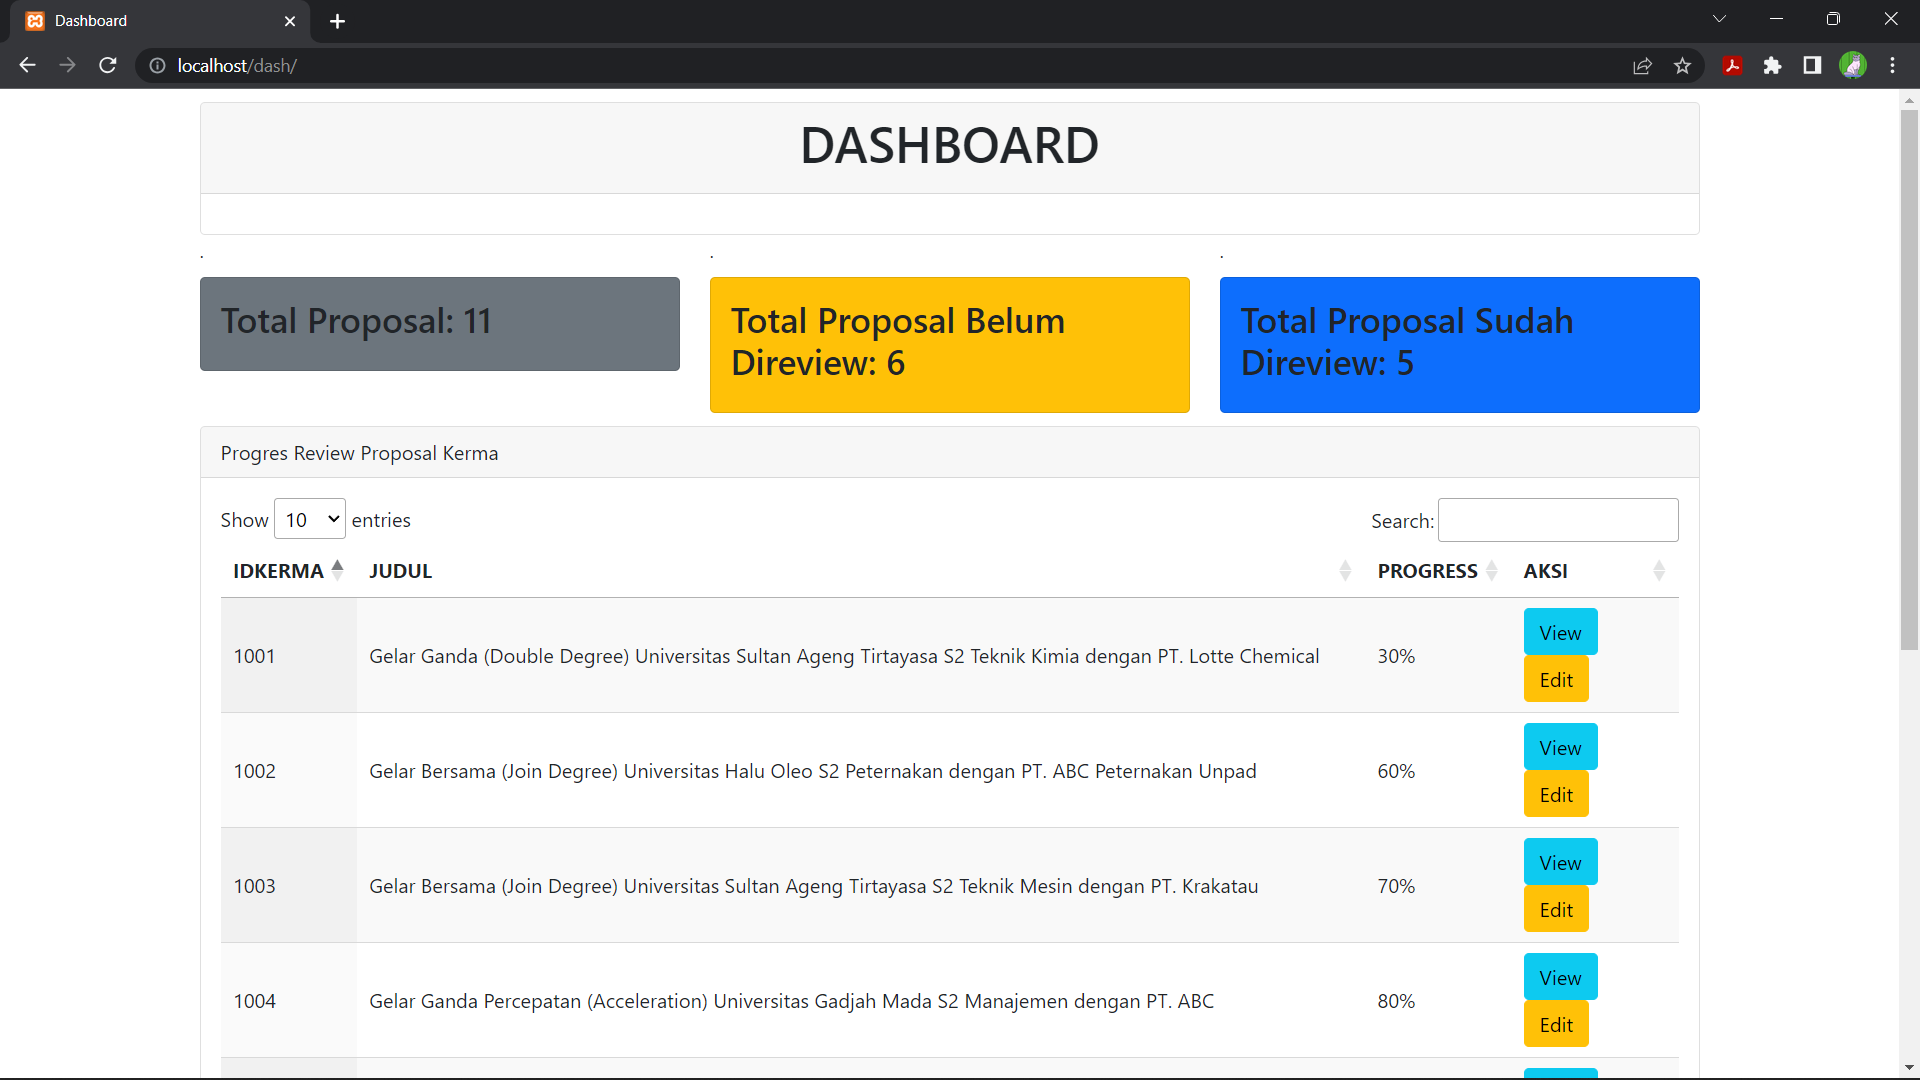 Dashboard
localhost/dash/
DASHBOARD
. . .
Total Proposal: 11
Total Proposal Belum
Direview: 6
Total Proposal Sudah
Direview: 5
Progres Review Proposal Kerma
Show 10 entries
Search:
IDKERMA JUDUL PROGRESS AKSI
1001 Gelar Ganda (Double Degree) Universitas Sultan Ageng Tirtayasa S2 Teknik Kimia dengan PT. Lotte Chemical 30% View
Edit
1002 Gelar Bersama (Join Degree) Universitas Halu Oleo S2 Peternakan dengan PT. ABC Peternakan Unpad 60% View
Edit
1003 Gelar Bersama (Join Degree) Universitas Sultan Ageng Tirtayasa S2 Teknik Mesin dengan PT. Krakatau 70% View
Edit
1004 Gelar Ganda Percepatan (Acceleration) Universitas Gadjah Mada S2 Manajemen dengan PT. ABC 80% View
Edit